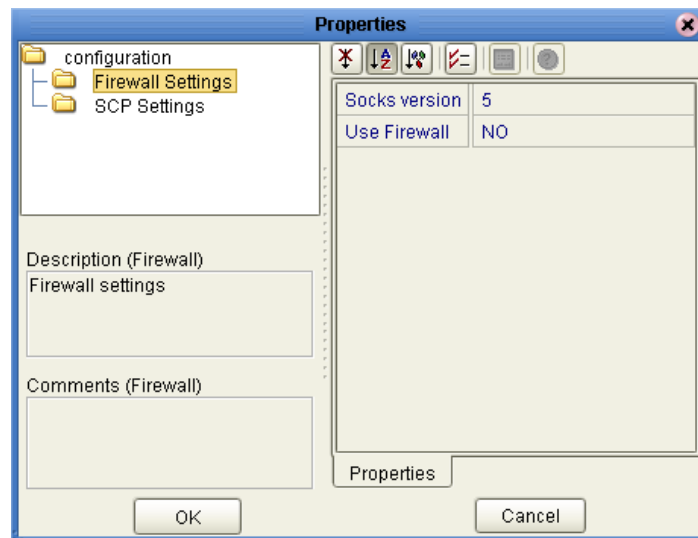 Properties
configuration
Firewall Settings
SCP Settings
Description (Firewall)
Firewall settings
Comments (Firewall)
Socks version 5
Use Firewall NO
Properties
OK
Cancel